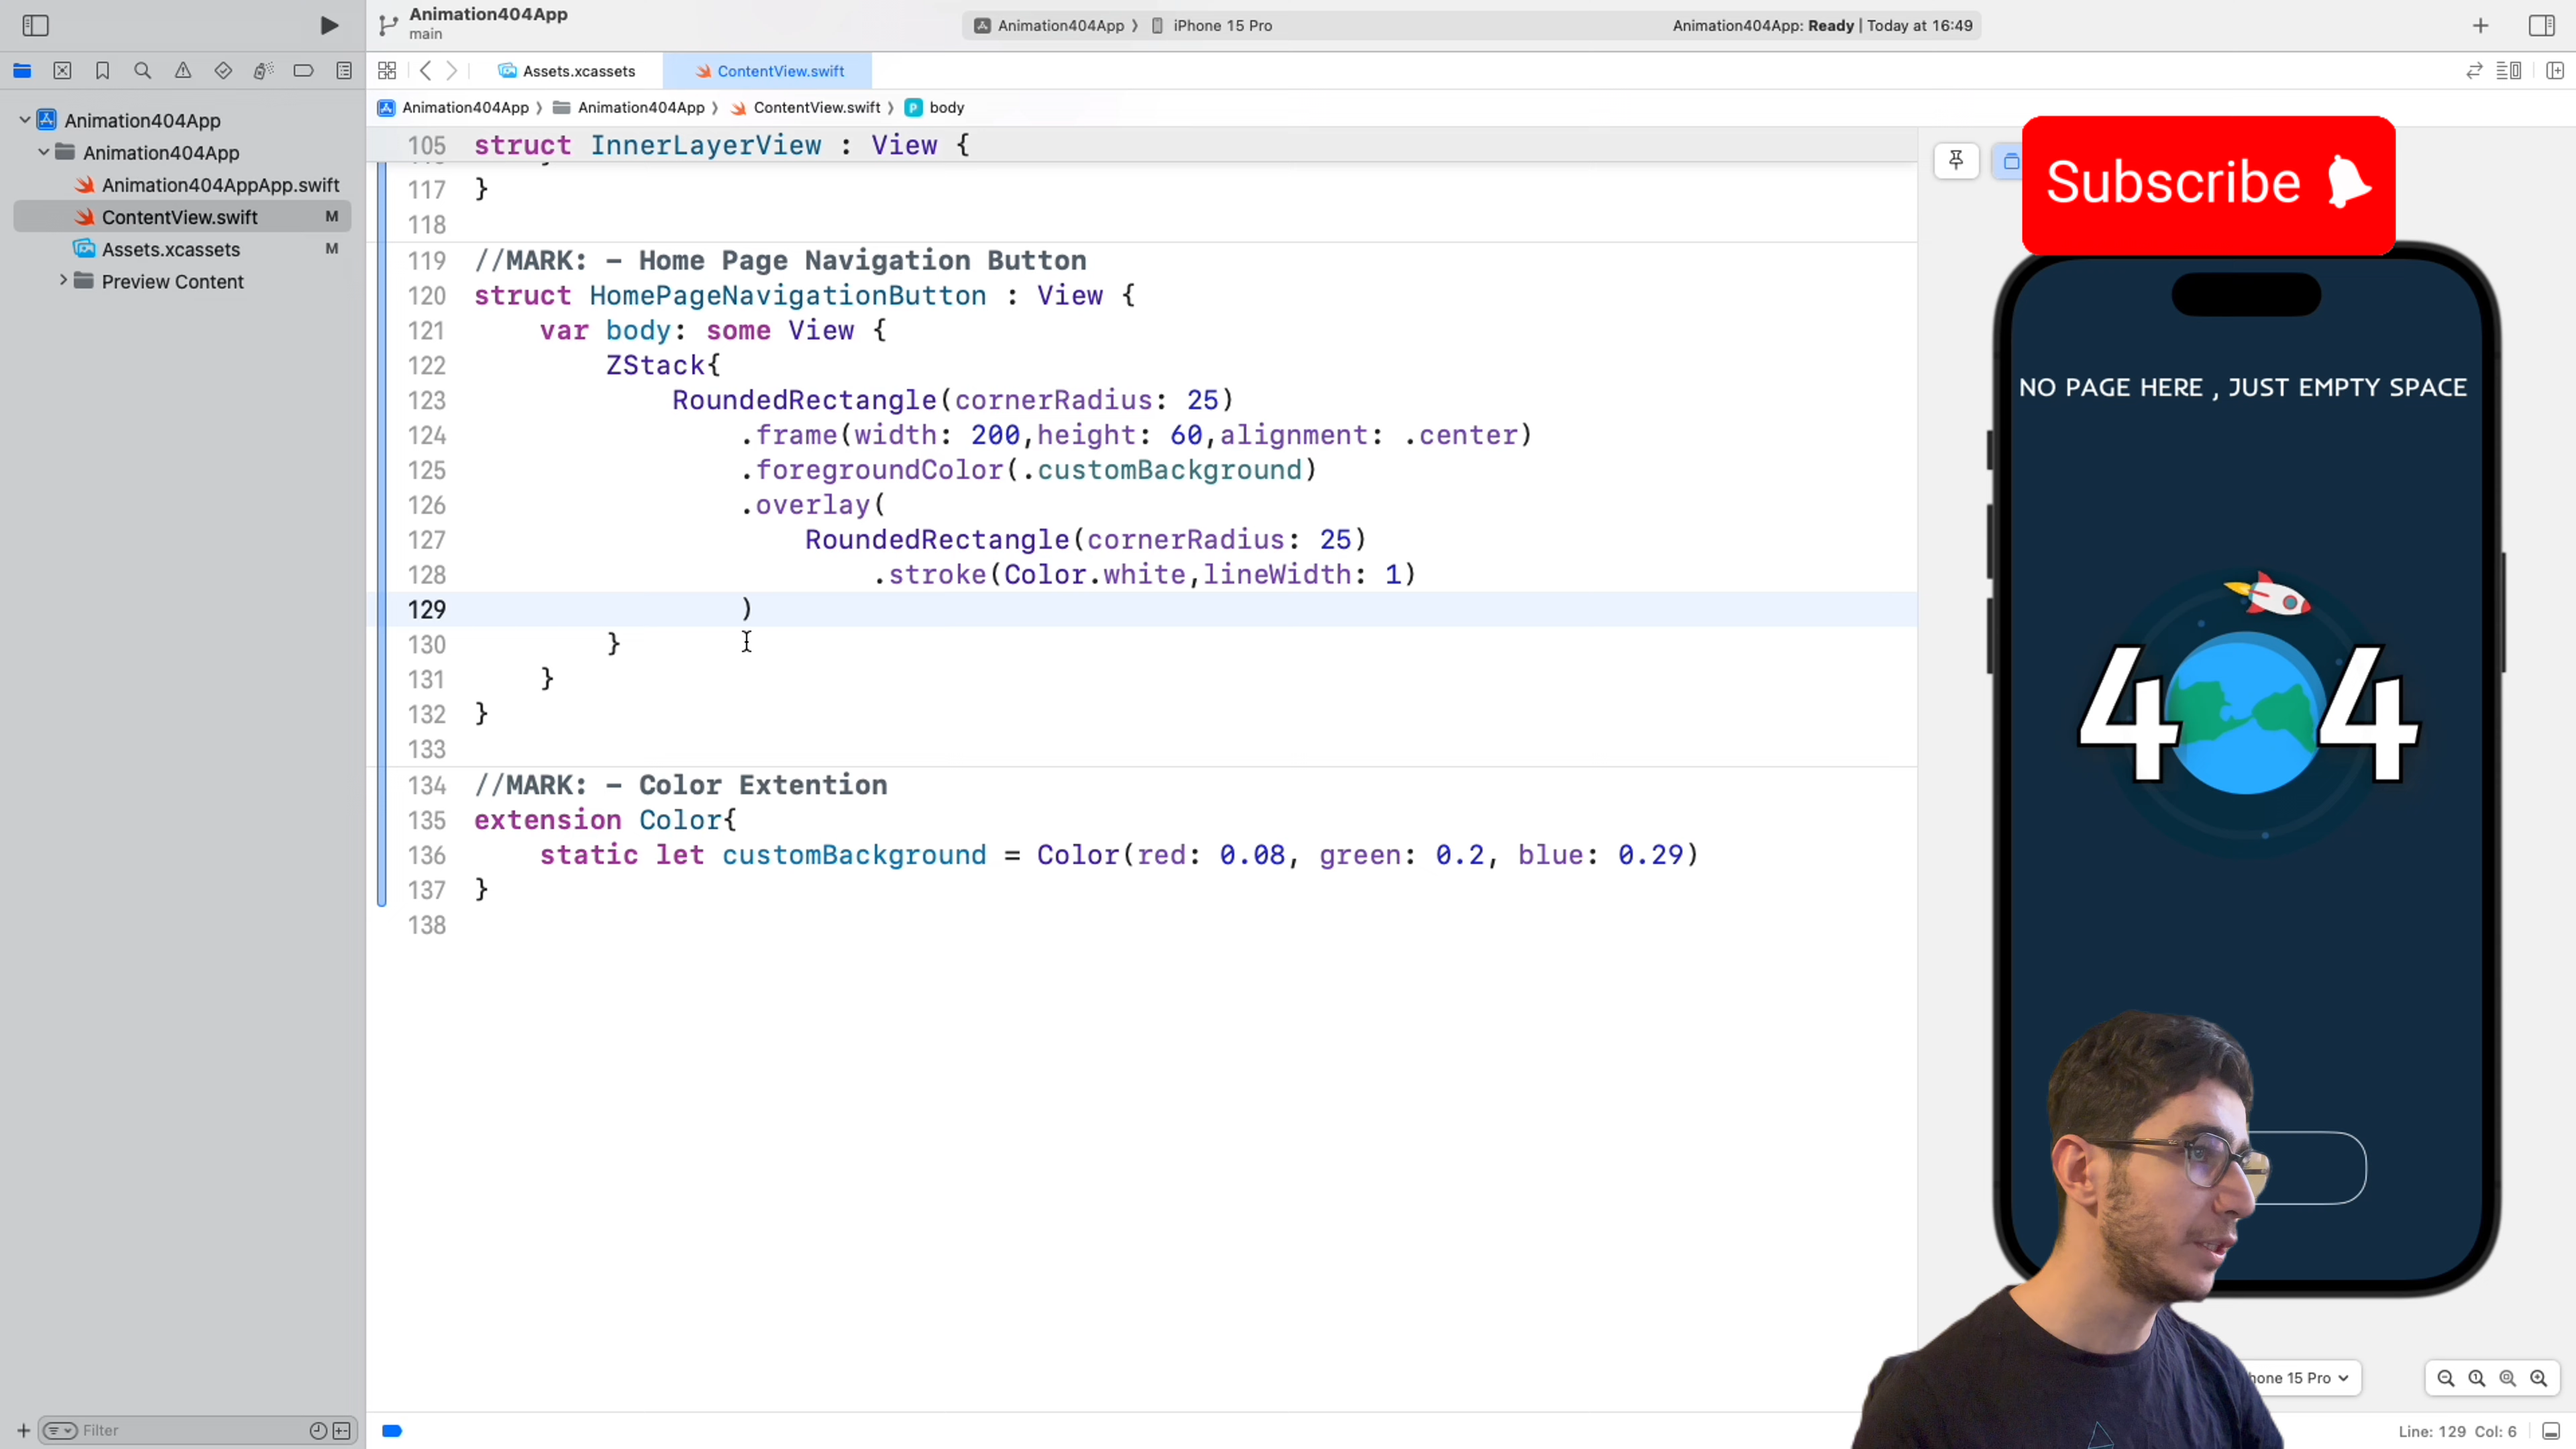 Animation404App
main
Animation404App 〉 iPhone 15 Pro
Animation404App: Ready | Today at 16:49
Assets.xcassets
ContentView.swift
Animation404App 〉 Animation404App 〉 ContentView.swift 〉 P body
Animation404App
Animation404App
Animation404AppApp.swift
ContentView.swift M
Assets.xcassets M
Preview Content
105 struct InnerLayerView : View {
117 }
118
119 //MARK: - Home Page Navigation Button
120 struct HomePageNavigationButton : View {
121 var body: some View {
122 ZStack{
123 RoundedRectangle(cornerRadius: 25)
124 .frame(width: 200,height: 60,alignment: .center)
125 .foregroundColor(.customBackground)
126 .overlay(
127 RoundedRectangle(cornerRadius: 25)
128 .stroke(Color.white,lineWidth: 1)
129 )
130 }
131 }
132 }
133
134 //MARK: - Color Extention
135 extension Color{
136 static let customBackground = Color(red: 0.08, green: 0.2, blue: 0.29)
137 }
138
Subscribe
NO PAGE HERE , JUST EMPTY SPACE
4 4
hone 15 Pro
Filter
Line: 129 Col: 6